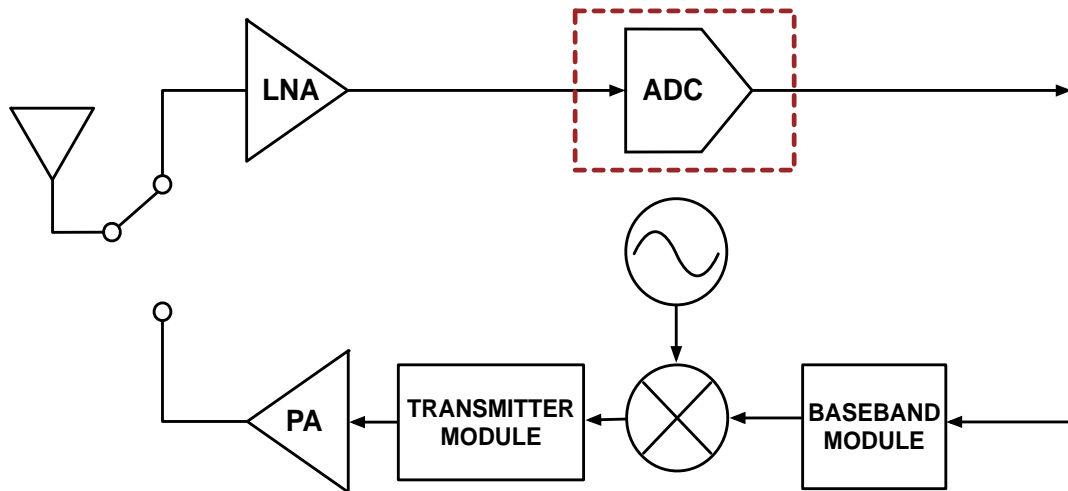 LNA
ADC
PA
TRANSMITTER
MODULE
BASEBAND
MODULE